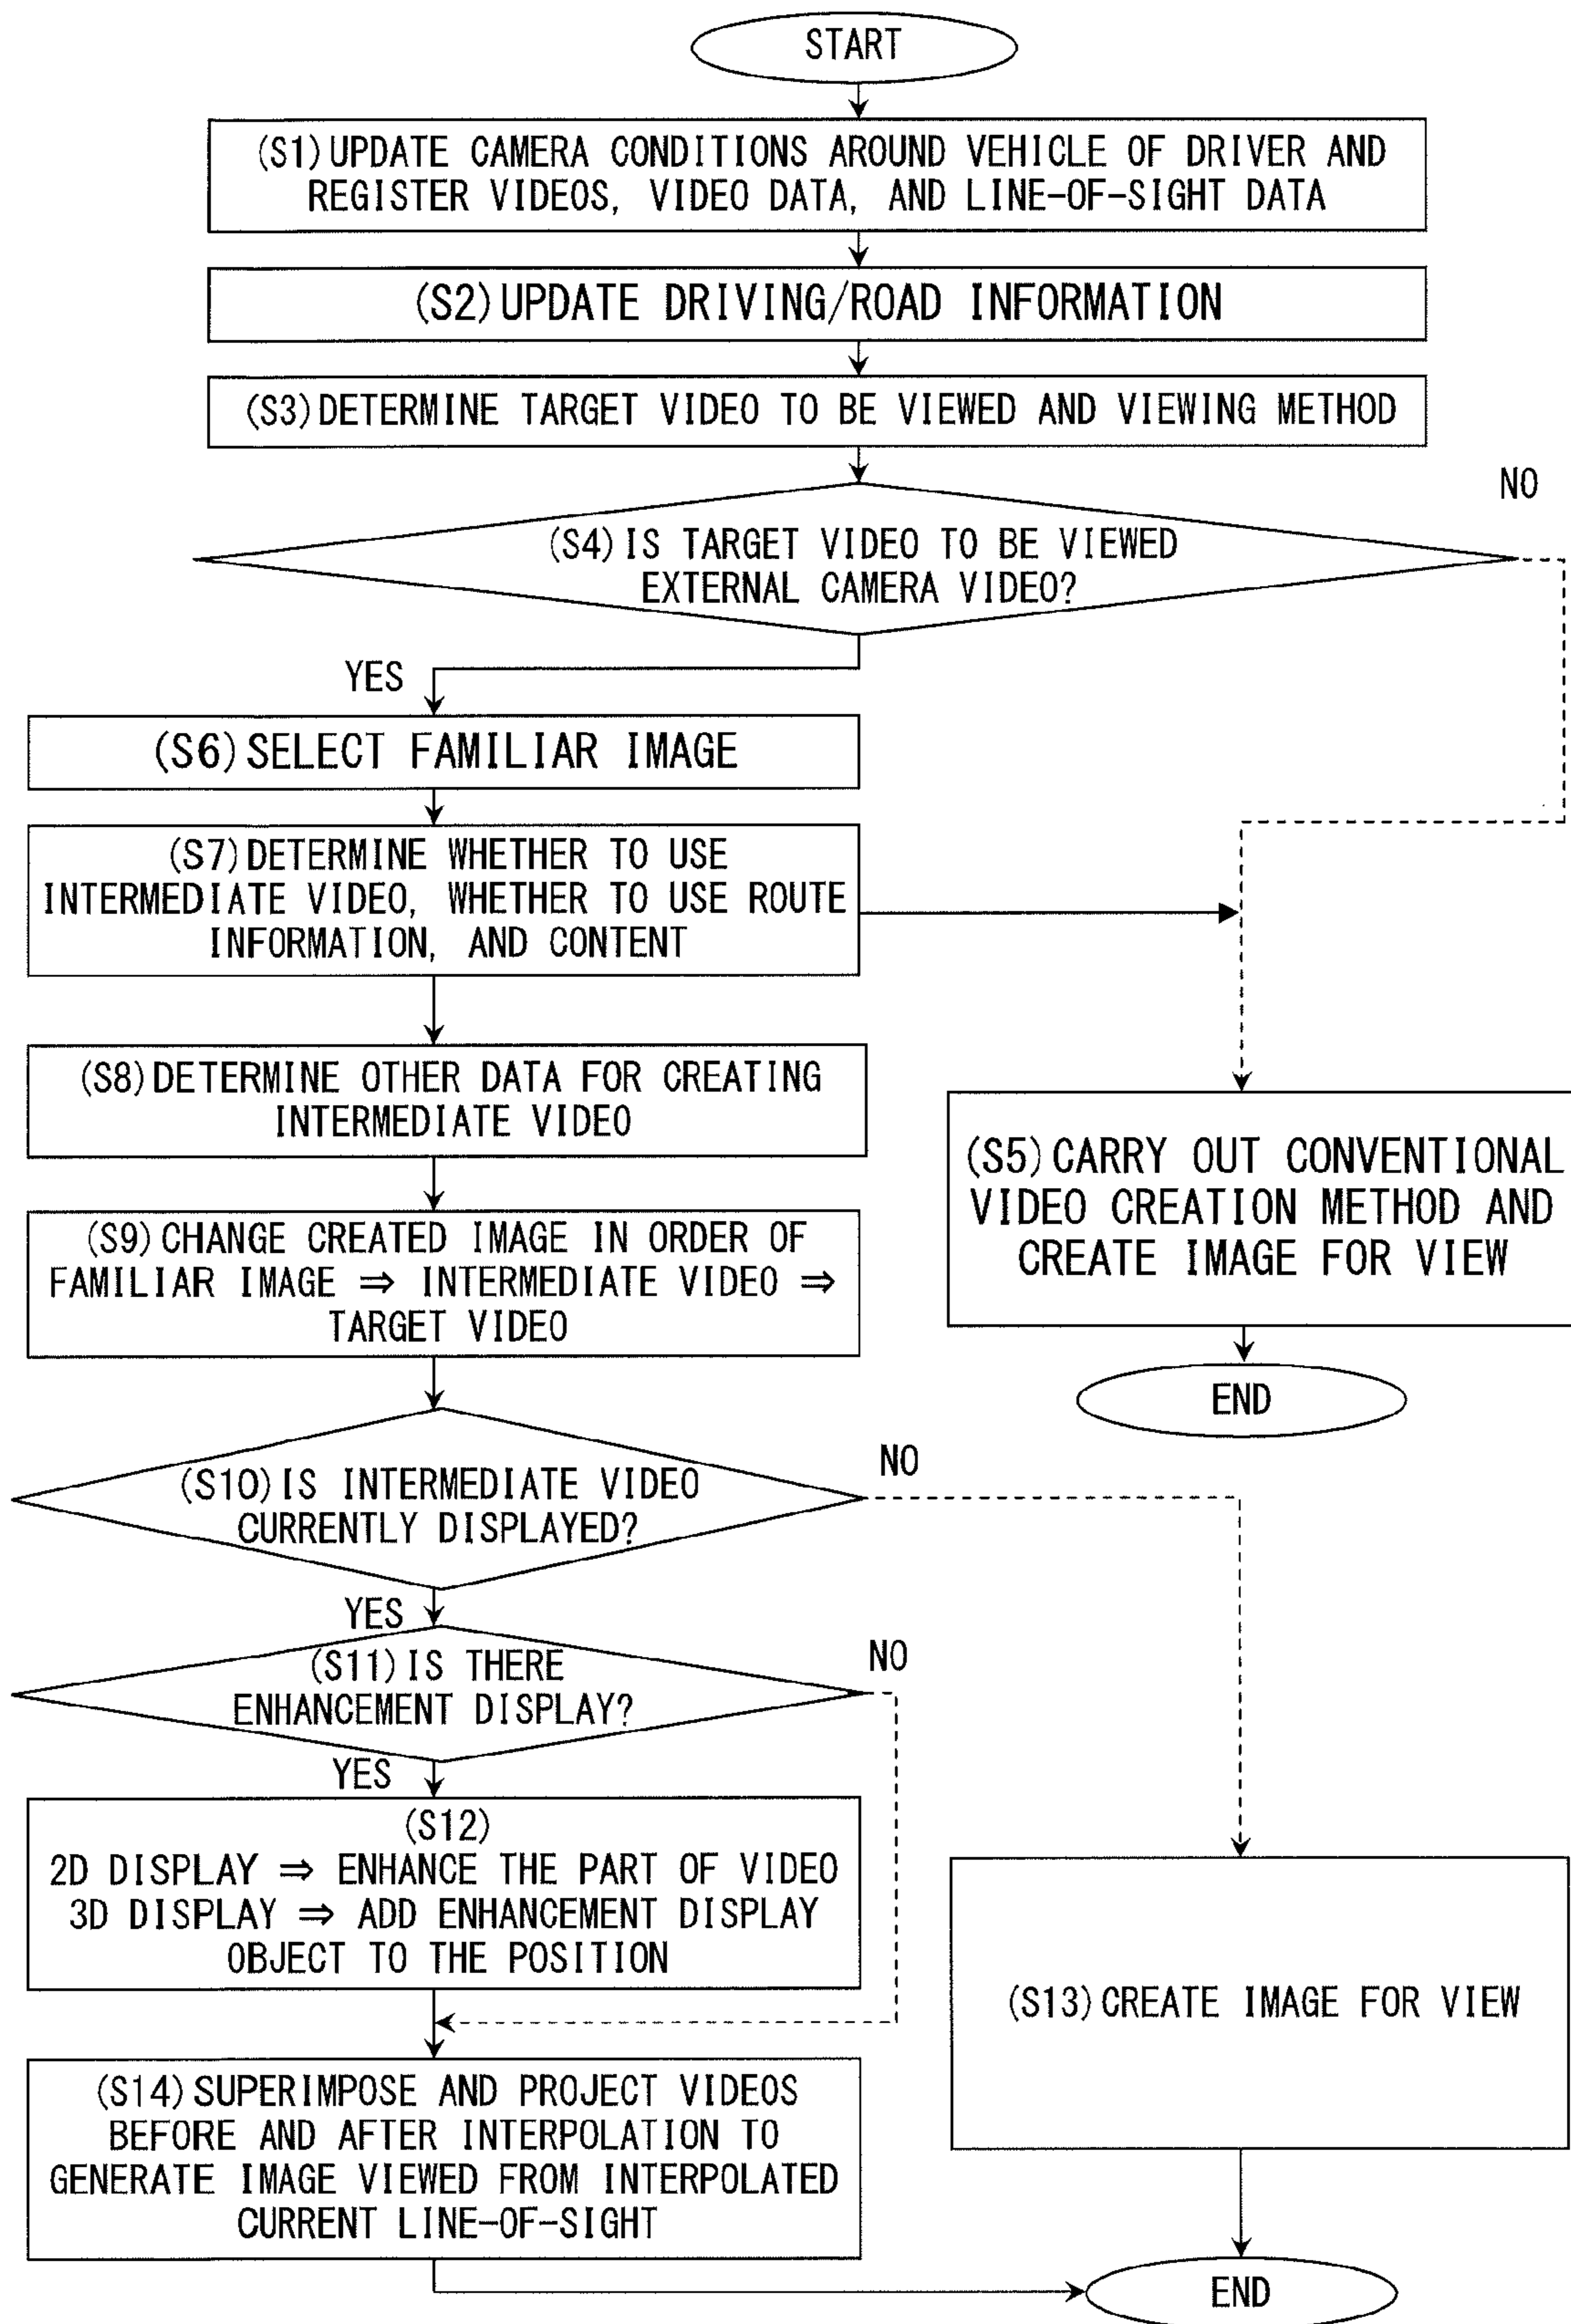 START
(S1)UPDATE CAMERA CONDITIONS AROUND VEHICLE OF DRIVER AND
REGISTER VIDEOS, VIDEO DATA, AND LINE-OF-SIGHT DATA
(S2)UPDATE DRIVING/ROAD INFORMATION
(S3)DETERMINE TARGET VIDEO TO BE VIEWED AND VIEWING METHOD
NO
(S4)IS TARGET VIDEO TO BE VIEWED
EXTERNAL CAMERA VIDEO?
YES
(S6)SELECT FAMILIAR IMAGE
(S7)DETERMINE WHETHER TO USE
INTERMEDIATE VIDEO, WHETHER TO USE ROUTE
INFORMATION, AND CONTENT
(S8)DETERMINE OTHER DATA FOR CREATING
INTERMEDIATE VIDEO
(S5)CARRY OUT CONVENTIONAL
VIDEO CREATION METHOD AND
CREATE IMAGE FOR VIEW
(S9)CHANGE CREATED IMAGE IN ORDER OF
FAMILIAR IMAGE ⇒ INTERMEDIATE VIDEO ⇒
TARGET VIDEO
END
NO
(S10)IS INTERMEDIATE VIDEO
CURRENTLY DISPLAYED?
YES
NO
(S11)IS THERE
ENHANCEMENT DISPLAY?
YES
(S12)
2D DISPLAY ⇒ ENHANCE THE PART OF VIDEO
3D DISPLAY ⇒ ADD ENHANCEMENT DISPLAY
OBJECT TO THE POSITION
(S13)CREATE IMAGE FOR VIEW
(S14)SUPERIMPOSE AND PROJECT VIDEOS
BEFORE AND AFTER INTERPOLATION TO
GENERATE IMAGE VIEWED FROM INTERPOLATED
CURRENT LINE-OF-SIGHT
END